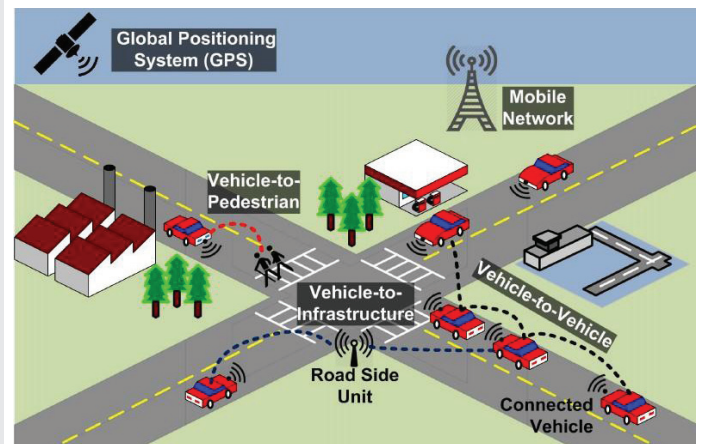 Global Positioning
System (GPS)
Mobile
Network
Vehicle-to-
Pedestrian
Vehicle-to-Vehicle
Vehicle-to-
Infrastructure
Road Side
Unit
Connected
Vehicle